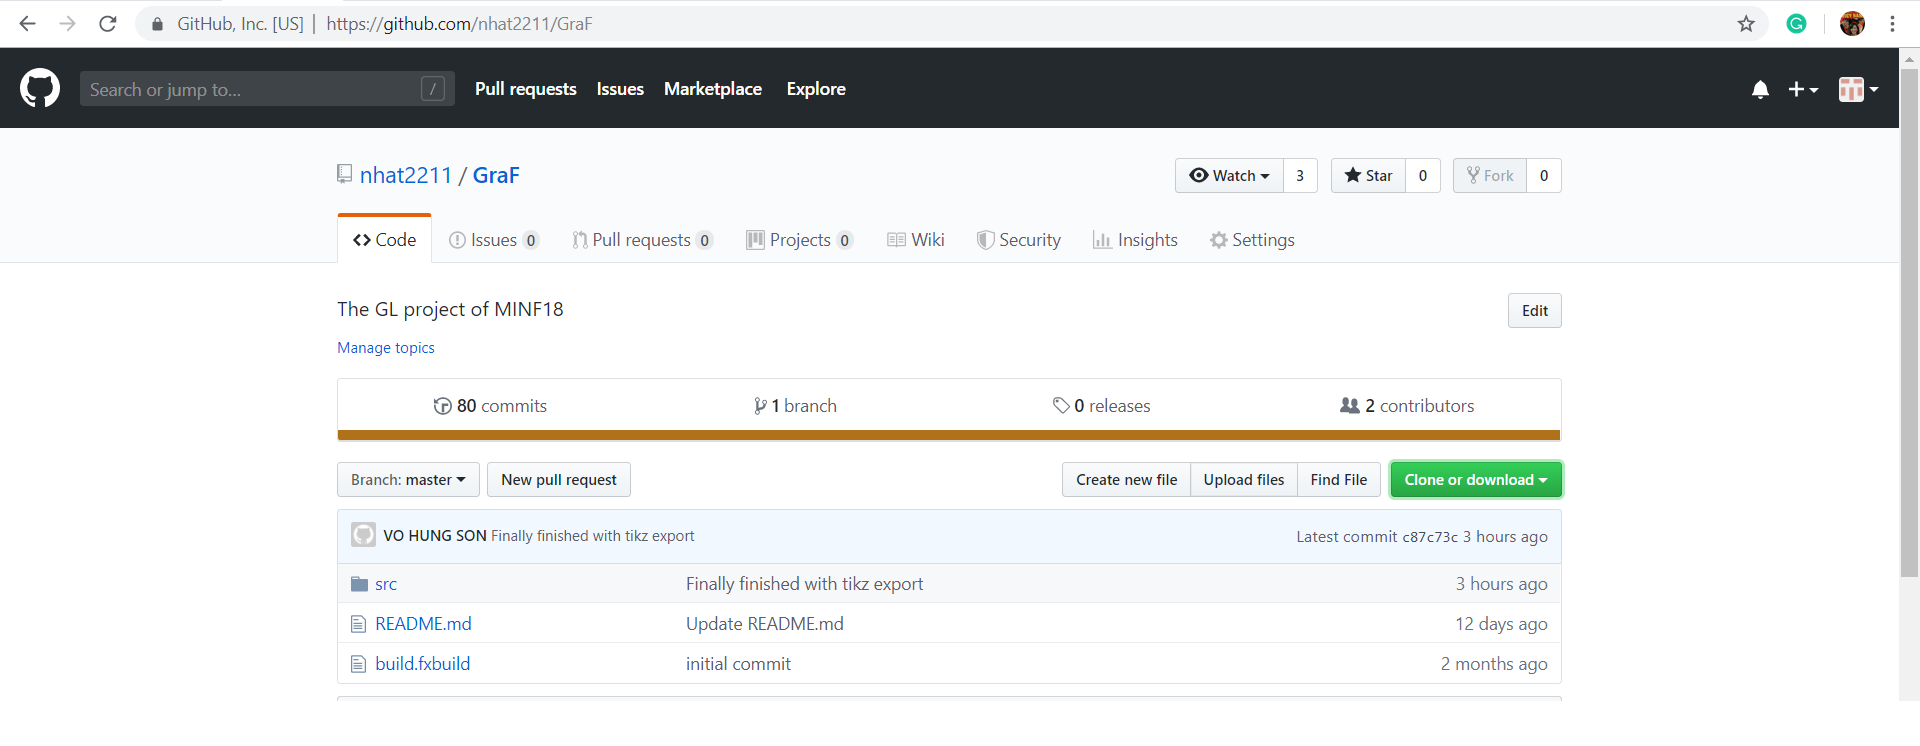 GitHub, Inc. [US] | https://github.com/nhat2211/GraF
Search or jump to... / Pull requests Issues Marketplace Explore
nhat2211 / GraF Watch 3 Star 0 Fork 0
Code Issues 0 Pull requests 0 Projects 0 Wiki Security Insights Settings
The GL project of MINF18 Edit
Manage topics
80 commits 1 branch 0 releases 2 contributors
Branch: master New pull request Create new file Upload files Find File Clone or download
VO HUNG SON Finally finished with tikz export Latest commit c87c73c 3 hours ago
src Finally finished with tikz export 3 hours ago
README.md Update README.md 12 days ago
build.fxbuild initial commit 2 months ago